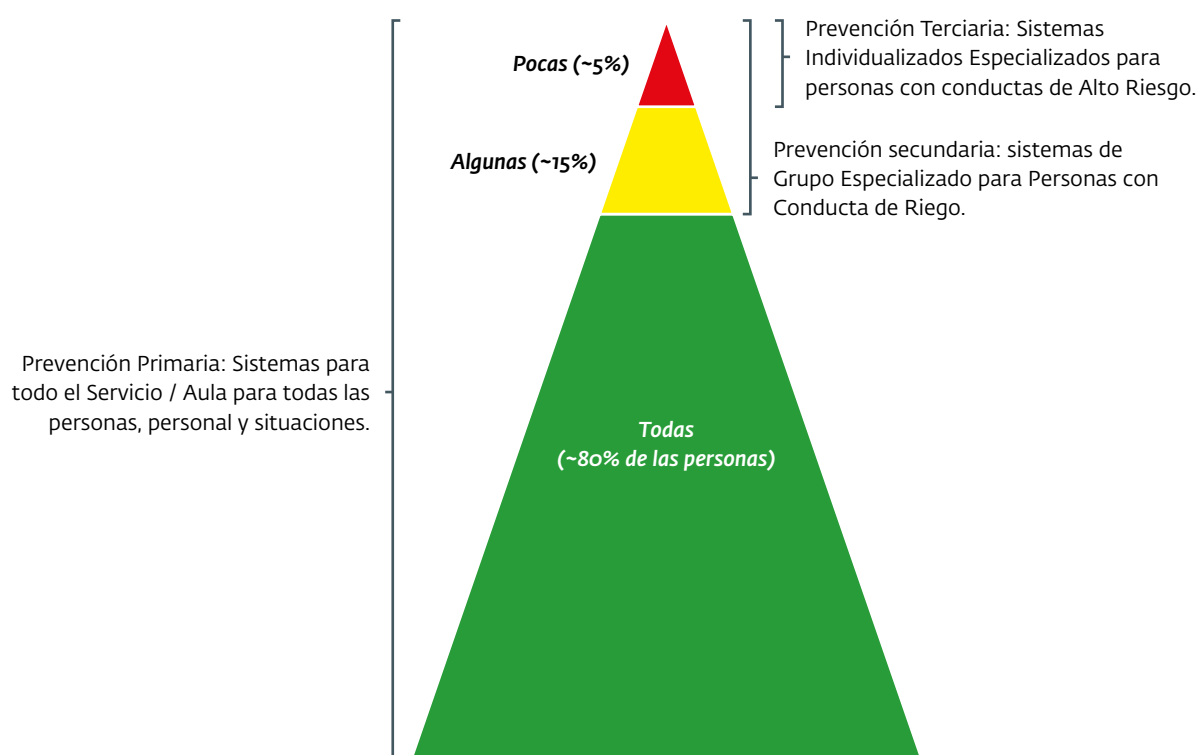 Pocas (~5%)
Prevención Terciaria: Sistemas
Individualizados Especializados para
personas con conductas de Alto Riesgo.
Algunas (~15%)
Prevención secundaria: sistemas de
Grupo Especializado para Personas con
Conducta de Riego.
Prevención Primaria: Sistemas para
todo el Servicio / Aula para todas las
personas, personal y situaciones.
Todas
(~80% de las personas)